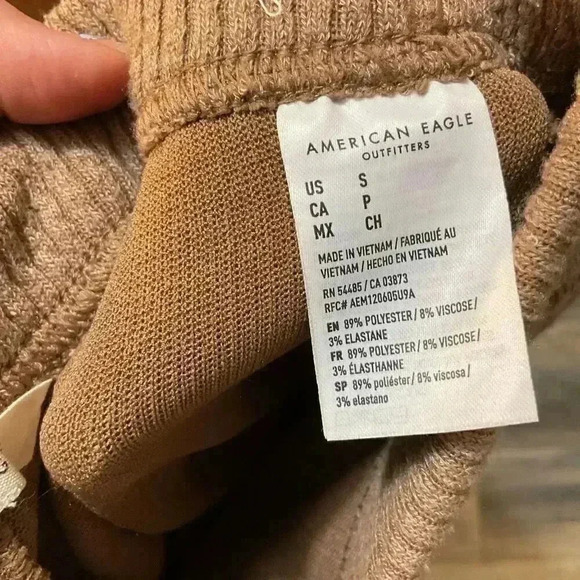 AMERICAN EAGLE
OUTFITTERS
US S
CA P
MX CH
MADE IN VIETNAM / FABRIQUÉ AU
VIETNAM / HECHO EN VIETNAM
RN 54485 / CA 03873
RFC# AEM120605U9A
EN 89% POLYESTER / 8% VISCOSE /
3% ELASTANE
FR 89% POLYESTER / 8% VISCOSE/
3% ÉLASTHANNE
SP 89% poliéster / 8% viscosa /
3% elastano